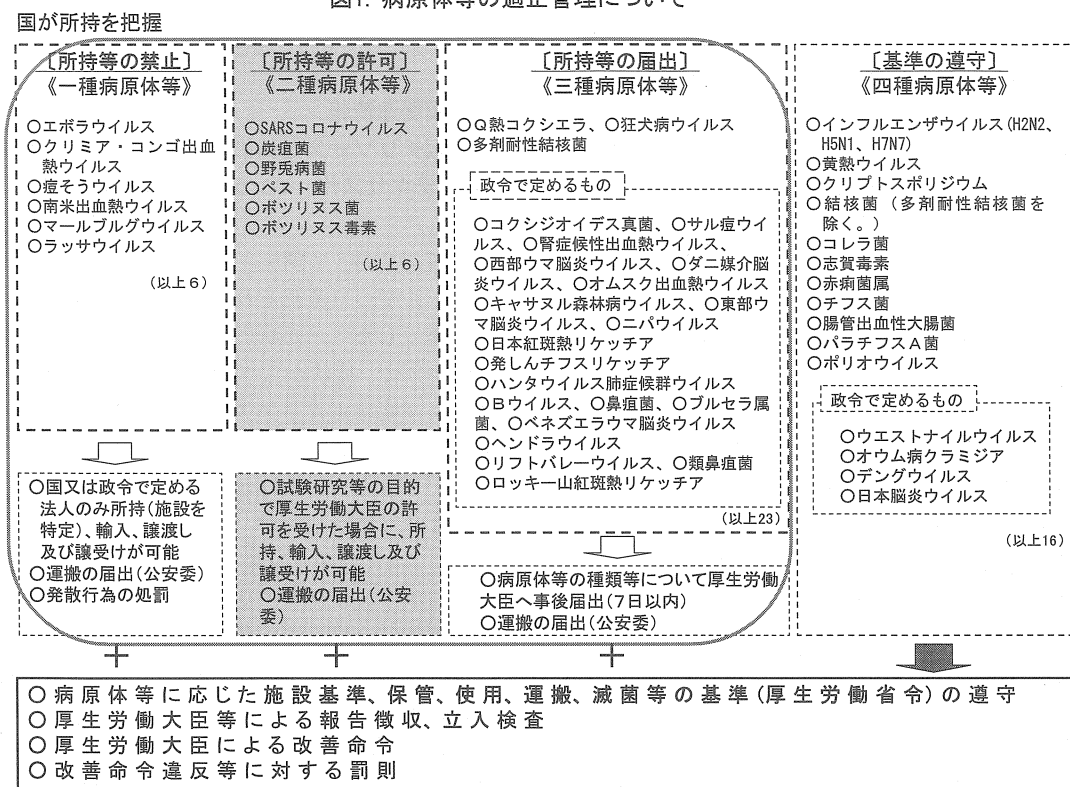 図1. 病原体等の適正管理について
国が所持を把握
〔所持等の禁止〕
《一種病原体等》
○エボラウイルス
○クリミア・コンゴ出血
熱ウイルス
○痘そうウイルス
○南米出血熱ウイルス
○マールブルグウイルス
○ラッサウイルス
(以上6)
○国又は政令で定める
法人のみ所持(施設を
特定)、輸入、譲渡し
及び譲受けが可能
○運搬の届出(公安委)
○発散行為の処罰
〔所持等の許可〕
《二種病原体等》
○SARSコロナウイルス
○炭疽菌
○野兎病菌
○ペスト菌
○ボツリヌス菌
○ボツリヌス毒素
(以上6)
○試験研究等の目的
で厚生労働大臣の許
可を受けた場合に、所
持、輸入、譲渡し及び
譲受けが可能
○運搬の届出(公安
委)
〔所持等の届出〕
《三種病原体等》
○Q熱コクシエラ、○狂犬病ウイルス
○多剤耐性結核菌
政令で定めるもの
○コクシジオイデス真菌、○サル痘ウイ
ルス、○腎症候性出血熱ウイルス、
○西部ウマ脳炎ウイルス、○ダニ媒介脳
炎ウイルス、○オムスク出血熱ウイルス
○キャサヌル森林病ウイルス、○東部ウ
マ脳炎ウイルス、○ニパウイルス
○日本紅斑熱リケッチア
○発しんチフスリケッチア
○ハンタウイルス肺症候群ウイルス
○Bウイルス、○鼻疽菌、○ブルセラ属
菌、○ベネズエラウマ脳炎ウイルス
○ヘンドラウイルス
○リフトバレーウイルス、○類鼻疽菌
○ロッキー山紅斑熱リケッチア
(以上23)
○病原体等の種類等について厚生労働
大臣へ事後届出(7日以内)
○運搬の届出(公安委)
〔基準の遵守〕
《四種病原体等》
○インフルエンザウイルス(H2N2、
H5N1、H7N7)
○黄熱ウイルス
○クリプトスポリジウム
○結核菌(多剤耐性結核菌を
除く。)
○コレラ菌
○志賀毒素
○赤痢菌属
○チフス菌
○腸管出血性大腸菌
○パラチフスA菌
○ポリオウイルス
政令で定めるもの
○ウエストナイルウイルス
○オウム病クラミジア
○デングウイルス
○日本脳炎ウイルス
(以上16)
○病原体等に応じた施設基準、保管、使用、運搬、滅菌等の基準(厚生労働省令)の遵守
○厚生労働大臣等による報告徴収、立入検査
○厚生労働大臣による改善命令
○改善命令違反等に対する罰則